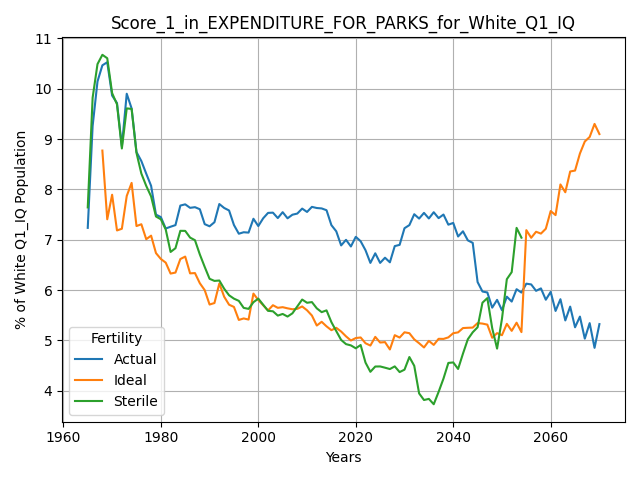 Score_1_in_EXPENDITURE_FOR_PARKS_for_White_Q1_IQ
% of White Q1_IQ Population
11
10
9
8
7
6
5
4
Fertility
Actual
Ideal
Sterile
1960 1980 2000 2020 2040 2060
Years